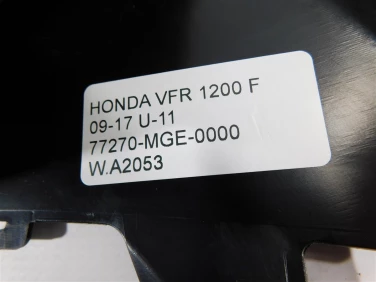 HONDA VFR 1200 F
09-17 U-11
77270-MGE-0000
W.A2053